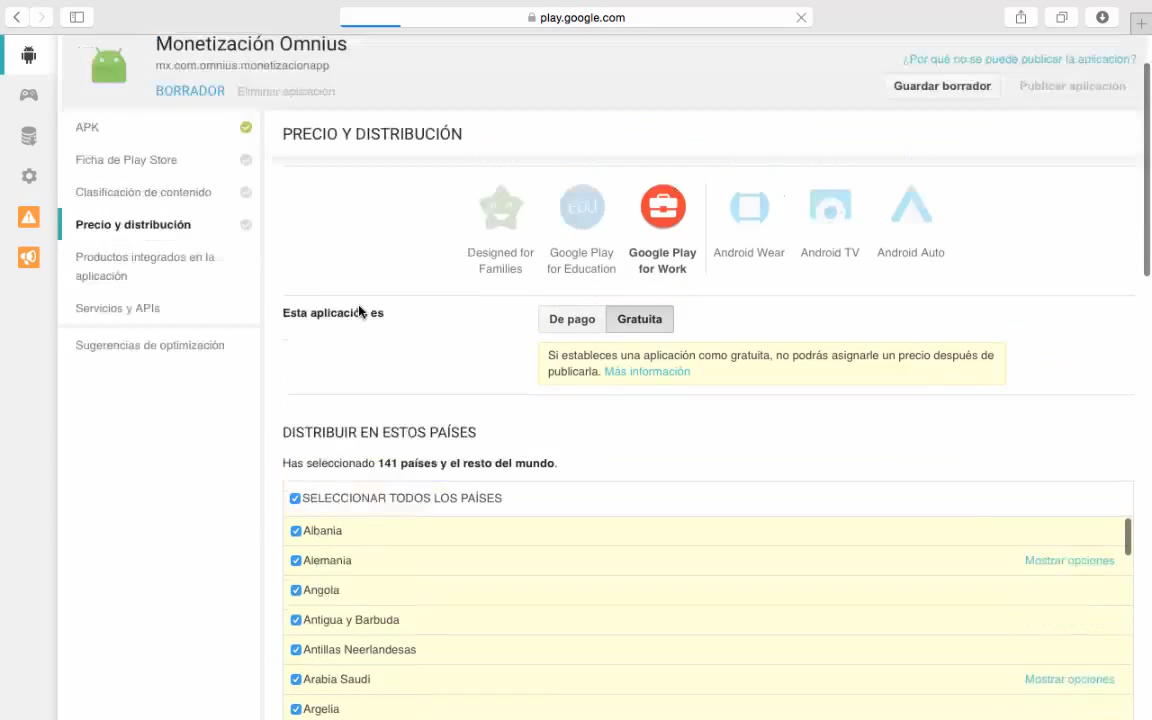 play.google.com
Monetización Omnius
mx.com.omnius.monetizacionapp
BORRADOR Eliminar aplicación
¿Por qué no se puede publicar la aplicación?
Guardar borrador Publicar aplicación
APK
Ficha de Play Store
Clasificación de contenido
Precio y distribución
Productos integrados en la
aplicación
Servicios y APIs
Sugerencias de optimización
PRECIO Y DISTRIBUCIÓN
EDU
Designed for
Families
Google Play
for Education
Google Play
for Work
Android Wear
Android TV
Android Auto
Esta aplicación es
De pago Gratuita
Si estableces una aplicación como gratuita, no podrás asignarle un precio después de
publicarla. Más información
DISTRIBUIR EN ESTOS PAÍSES
Has seleccionado 141 países y el resto del mundo.
SELECCIONAR TODOS LOS PAÍSES
Albania
Alemania Mostrar opciones
Angola
Antigua y Barbuda
Antillas Neerlandesas
Arabia Saudí Mostrar opciones
Argelia